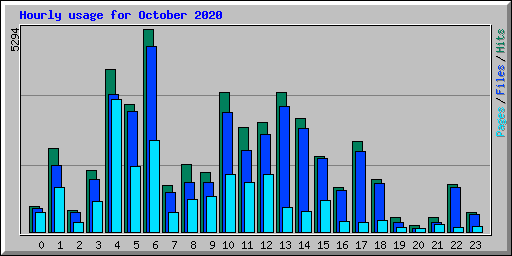 Hourly usage for October 2020
5294
Pages/Files/Hits
0 1 2 3 4 5 6 7 8 9 10 11 12 13 14 15 16 17 18 19 20 21 22 23